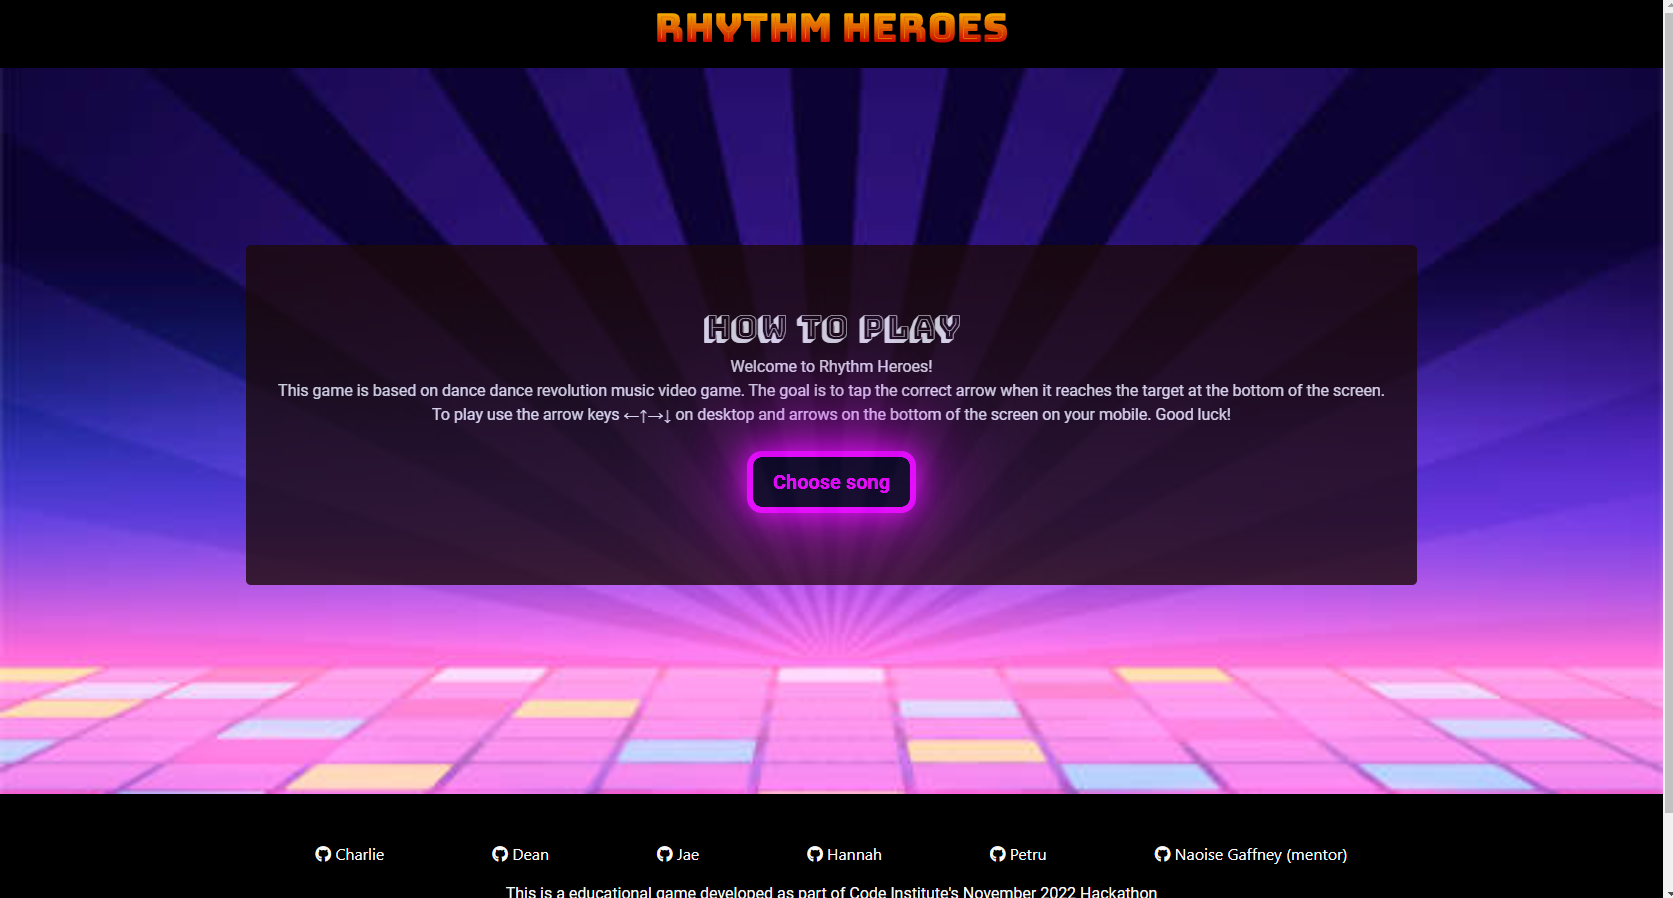 RHYTHM HEROES
HOW TO PLAY
Welcome to Rhythm Heroes!
This game is based on dance dance revolution music video game. The goal is to tap the correct arrow when it reaches the target at the bottom of the screen.
To play use the arrow keys ←↑→↓ on desktop and arrows on the bottom of the screen on your mobile. Good luck!
Choose song
Charlie Dean Jae Hannah Petru Naoise Gaffney (mentor)
This is a educational game developed as part of Code Institute's November 2022 Hackathon